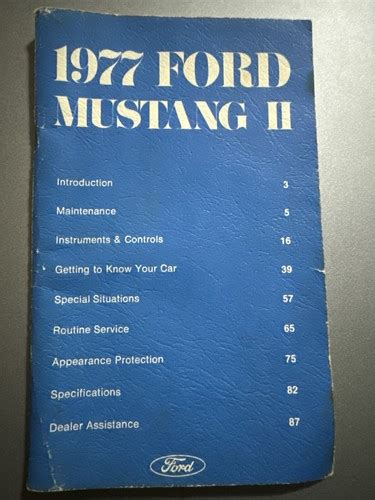 1977 FORD
MUSTANG II
Introduction 3
Maintenance 5
Instruments & Controls 16
Getting to Know Your Car 39
Special Situations 57
Routine Service 65
Appearance Protection 75
Specifications 82
Dealer Assistance 87
Ford